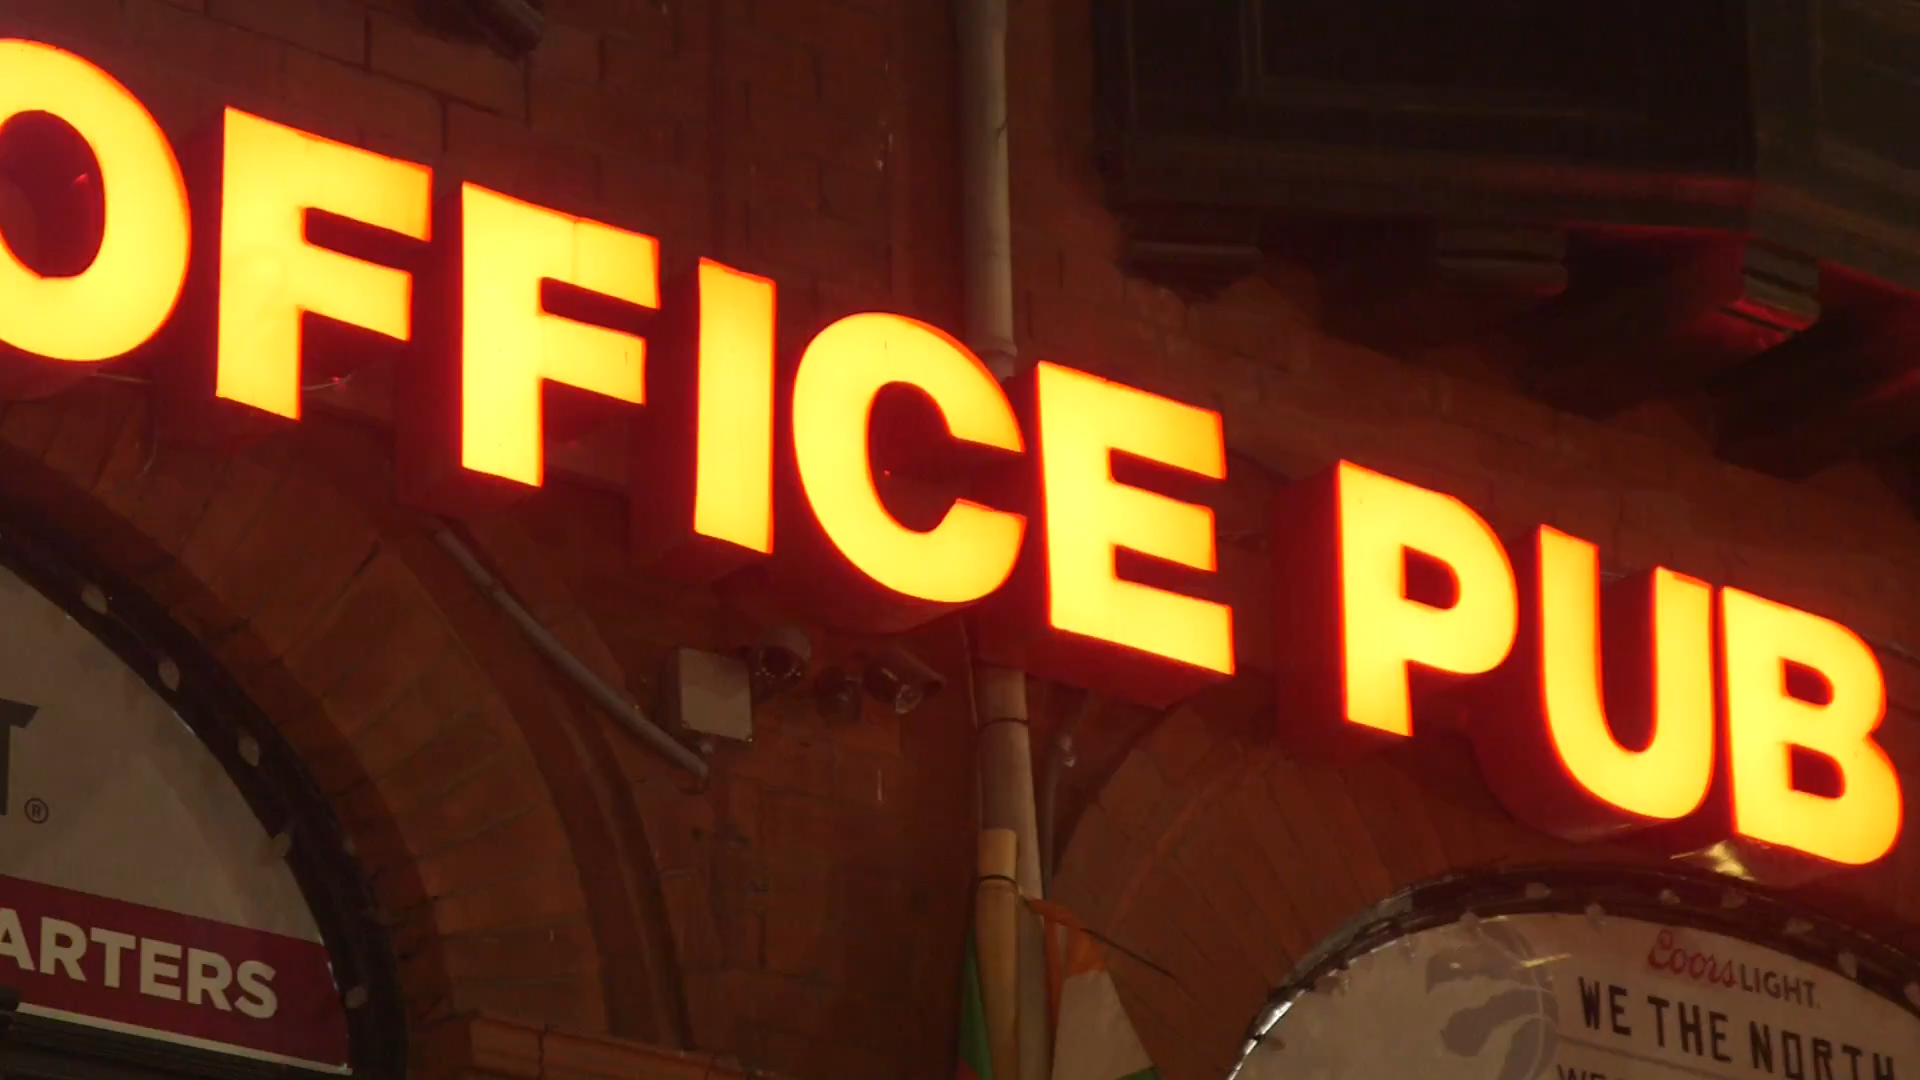 OFFICE PUB
T®
ARTERS
Coors LIGHT
WE THE NORTH